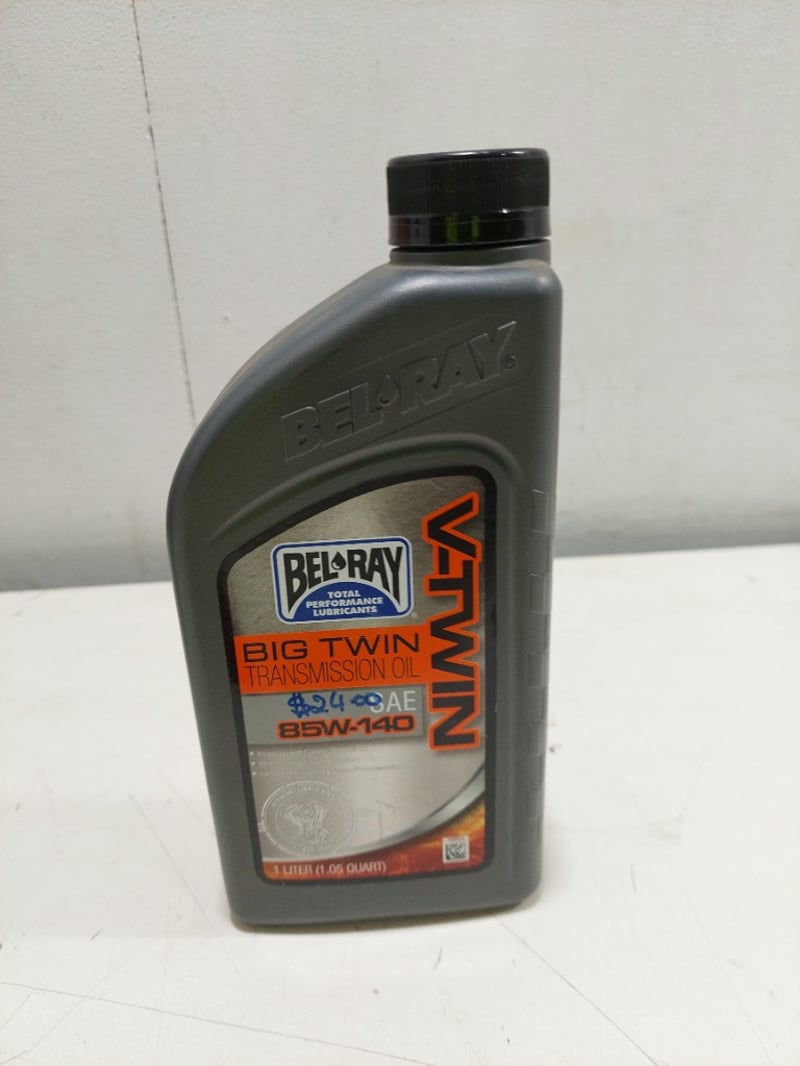 BEL-RAY
BEL-RAY
TOTAL
PERFORMANCE
LUBRICANTS
V-TWIN
BIG TWIN
TRANSMISSION OIL
$24 00
SAE
85W-140
1 LITER (1.05 QUART)